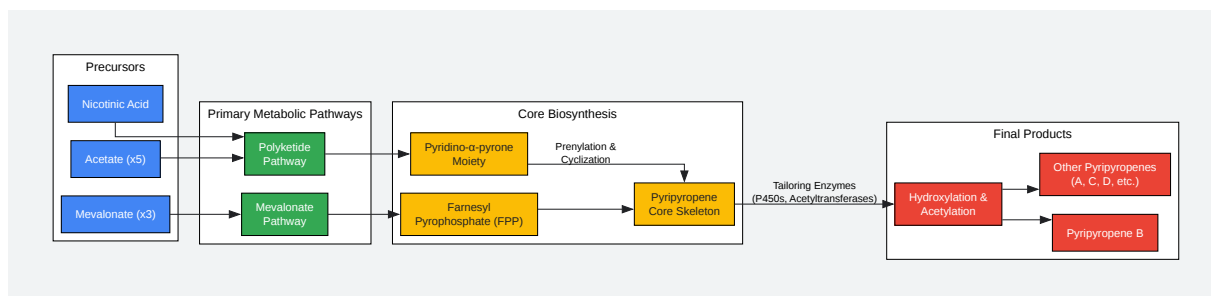 Precursors
Nicotinic Acid
Acetate (x5)
Mevalonate (x3)
Primary Metabolic Pathways
Polyketide
Pathway
Mevalonate
Pathway
Core Biosynthesis
Pyridino-α-pyrone
Moiety
Prenylation &
Cyclization
Farnesyl
Pyrophosphate (FPP)
Pyripyropene
Core Skeleton
Tailoring Enzymes
(P450s, Acetyltransferases)
Final Products
Hydroxylation &
Acetylation
Other Pyripyropenes
(A, C, D, etc.)
Pyripyropene B